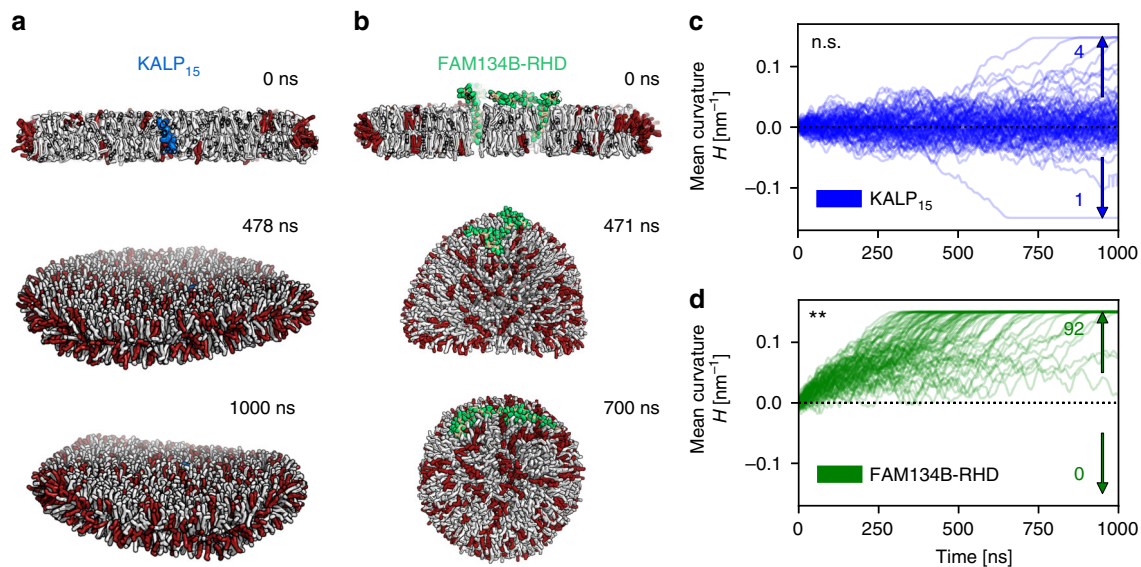 a
KALP₁₅
0 ns
478 ns
1000 ns
b
FAM134B-RHD
0 ns
471 ns
700 ns
c
n.s.
Mean curvature
H [nm⁻¹]
0.1
0.0
−0.1
4
1
KALP₁₅
0 250 500 750 1000
d
**
Mean curvature
H [nm⁻¹]
0.1
0.0
−0.1
92
0
FAM134B-RHD
0 250 500 750 1000
Time [ns]